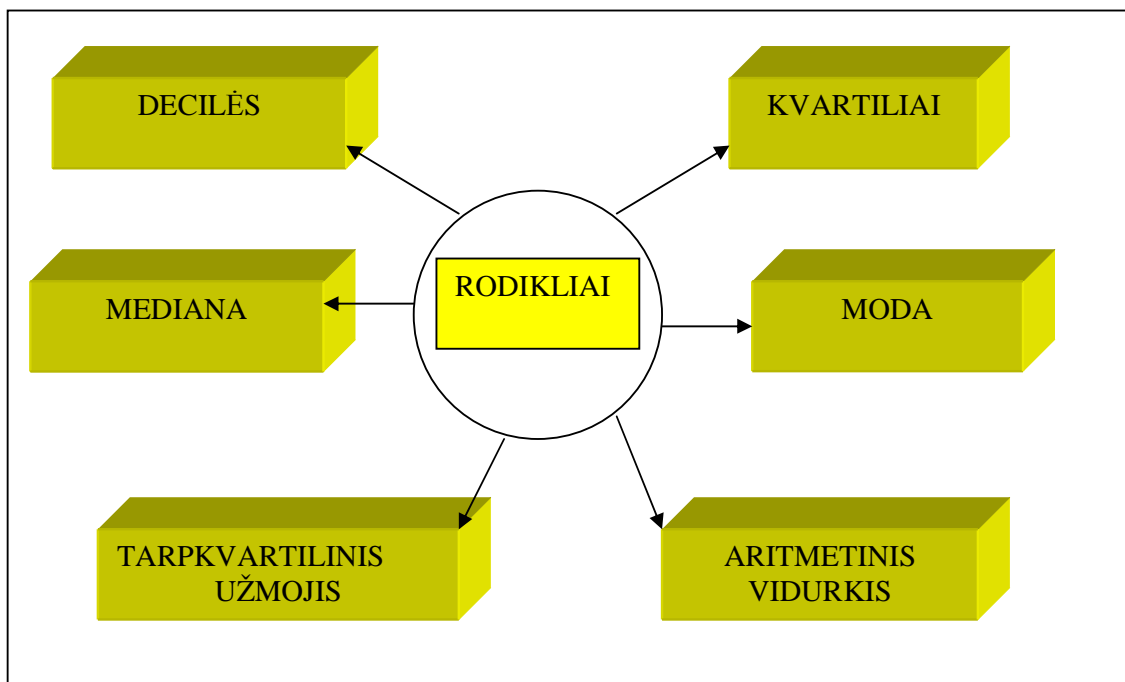 DECILĖS
KVARTILIAI
RODIKLIAI
MEDIANA
MODA
TARPKVARTILINIS
UŽMOJIS
ARITMETINIS
VIDURKIS